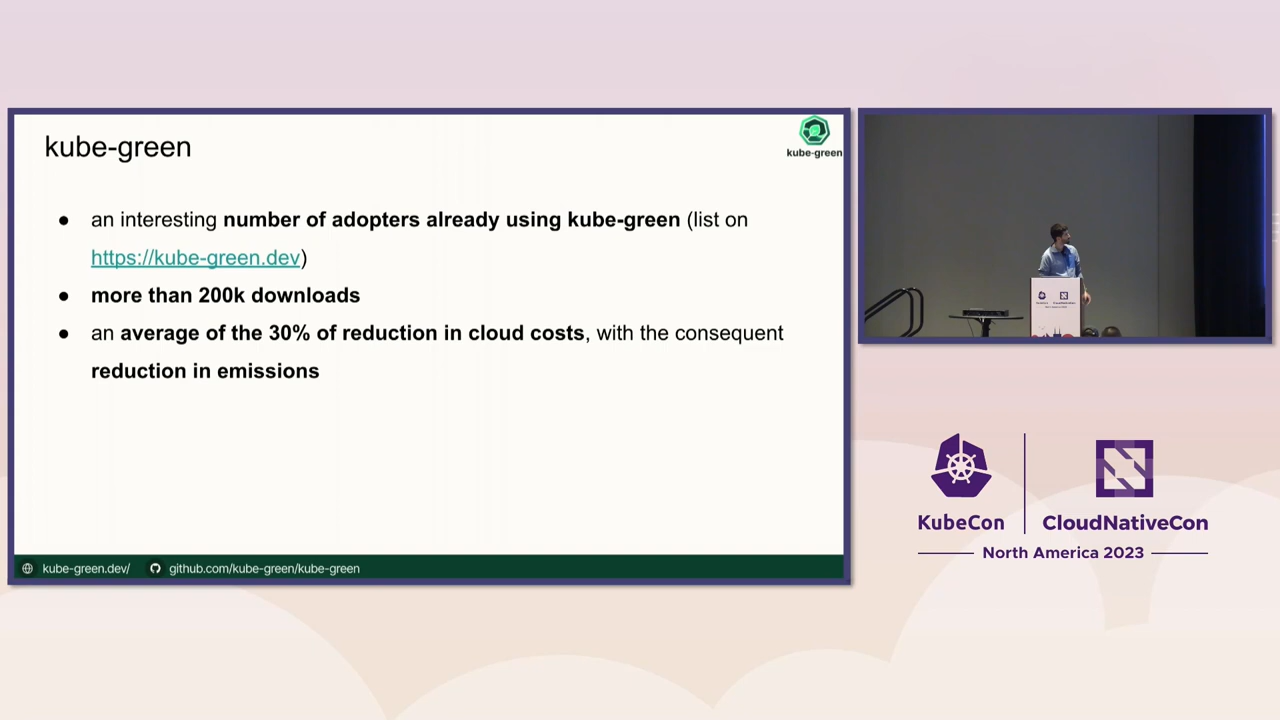 kube-green
kube-green
● an interesting number of adopters already using kube-green (list on
https://kube-green.dev)
● more than 200k downloads
● an average of the 30% of reduction in cloud costs, with the consequent
reduction in emissions
kube-green.dev/ github.com/kube-green/kube-green
KubeCon CloudNativeCon
North America 2023